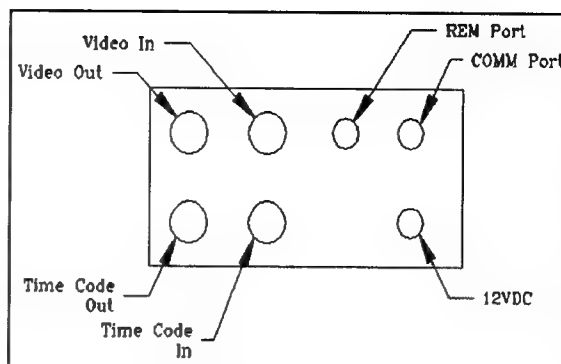 Video In
Video Out
REM Port
COMM Port
Time Code
Out
Time Code
In
12VDC